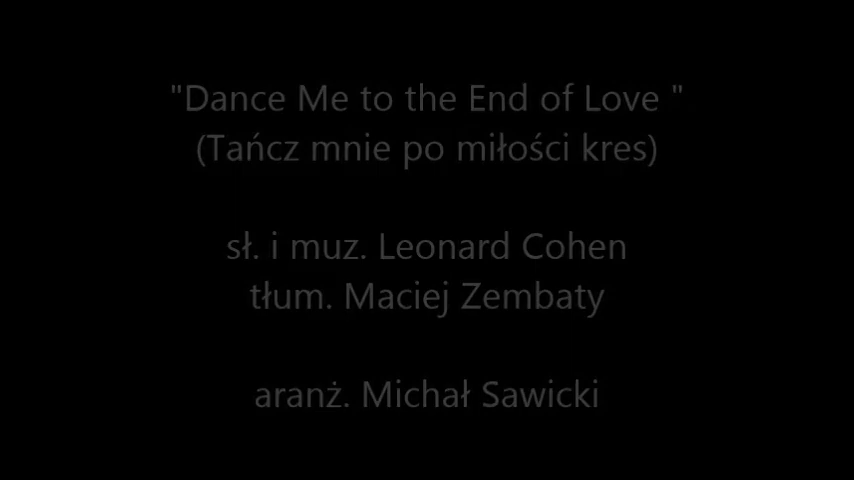 "Dance Me to the End of Love "
(Tańcz mnie po miłości kres)
sł. i muz. Leonard Cohen
tłum. Maciej Zembaty
aranż. Michał Sawicki